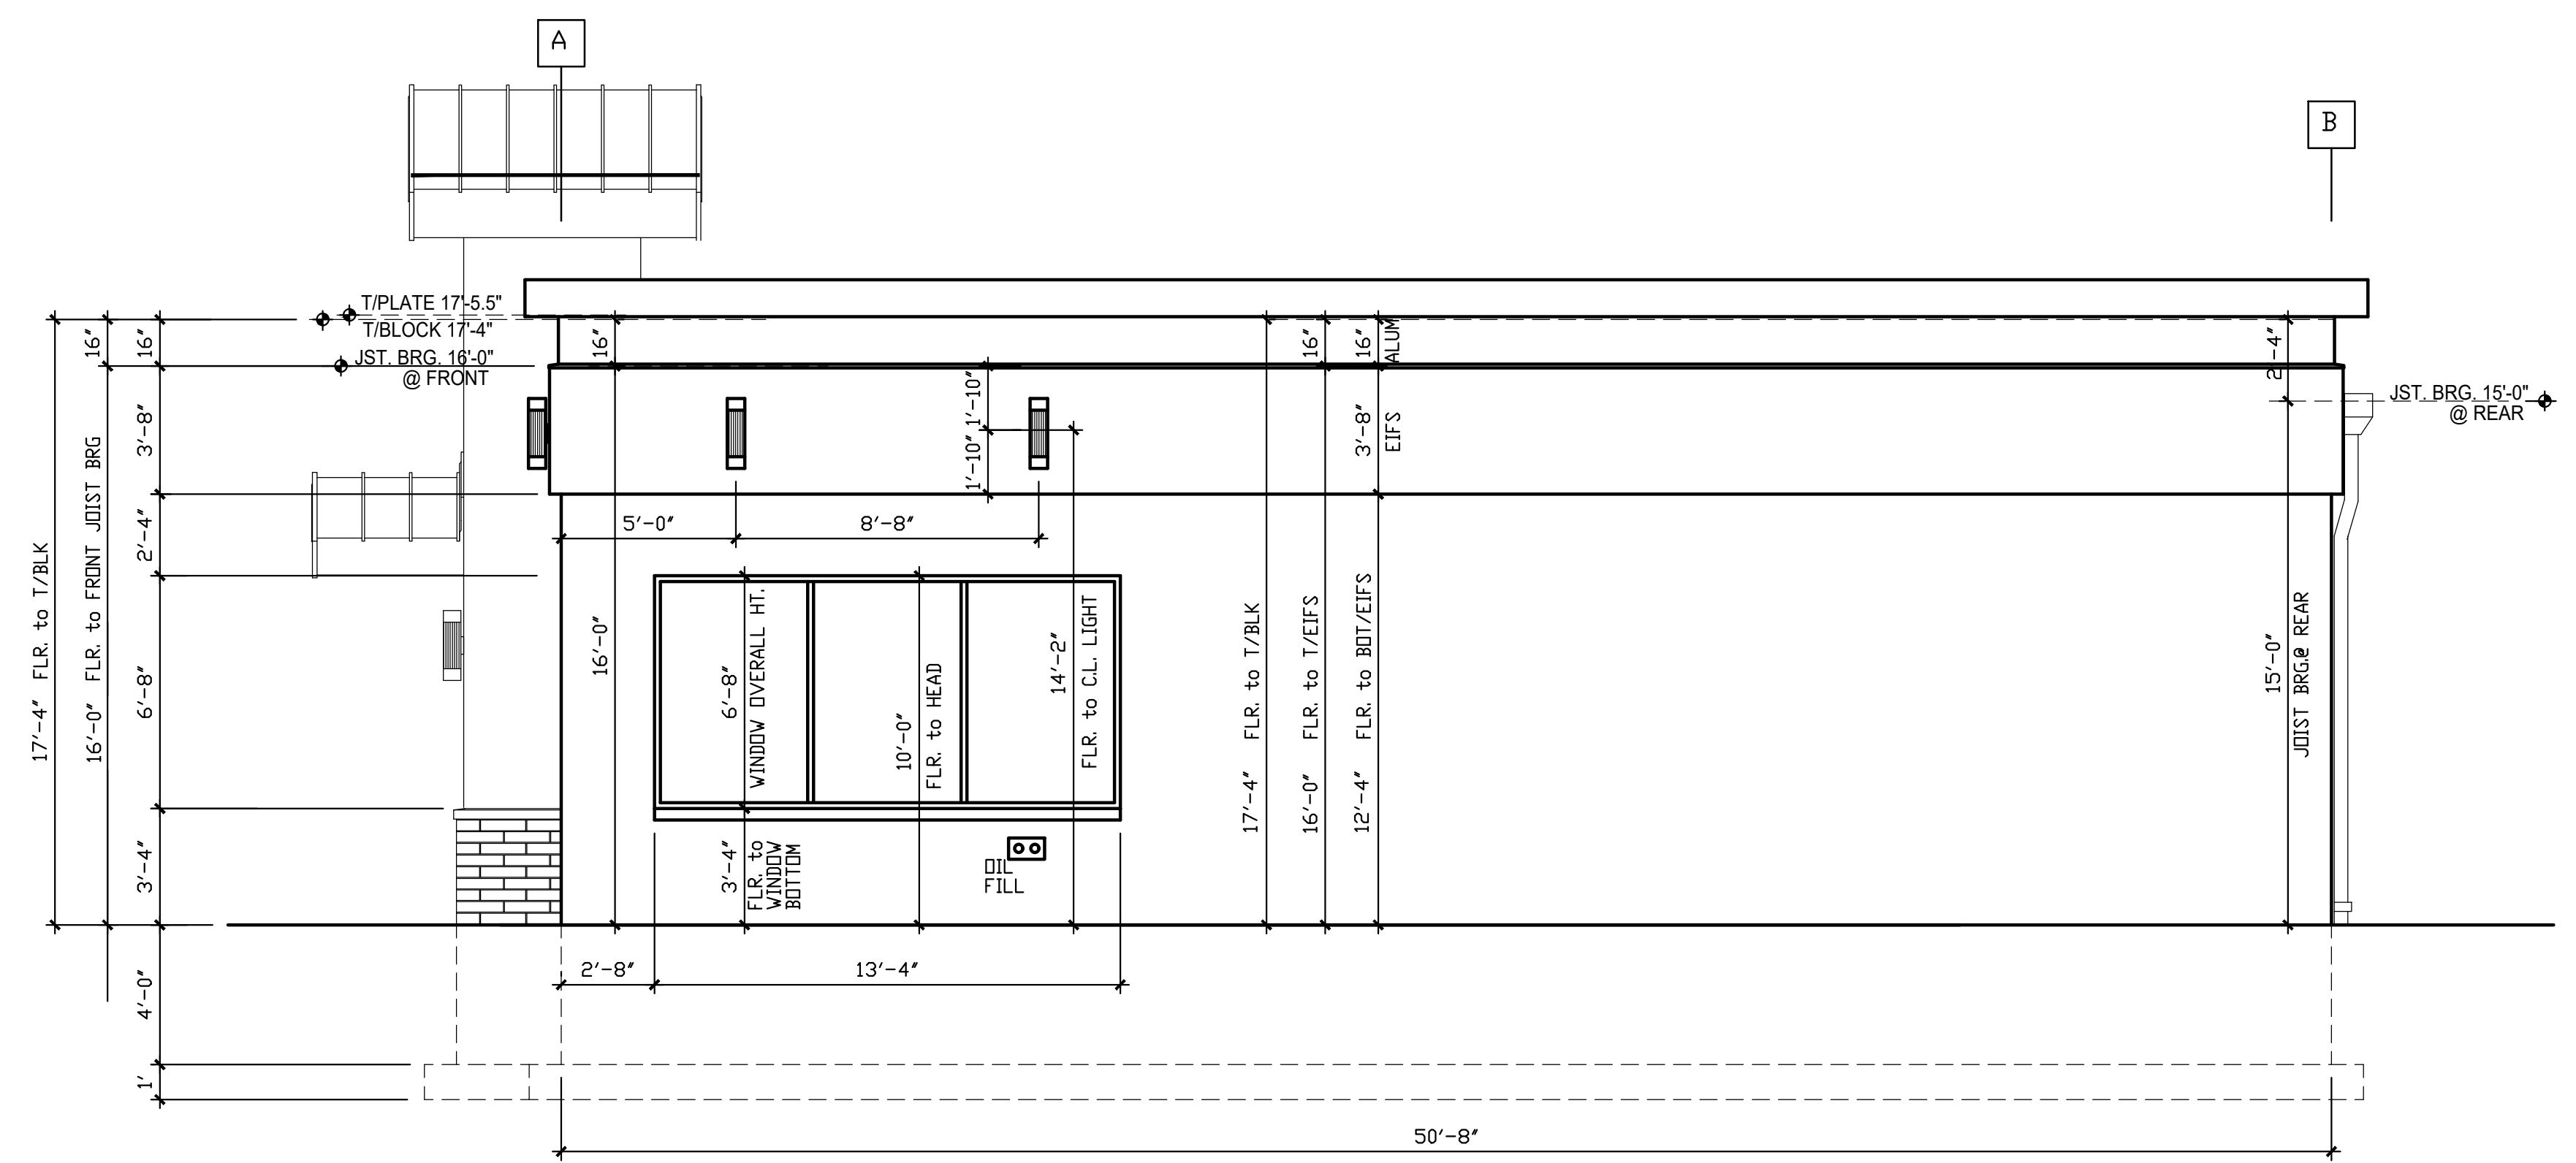 A
B
T/PLATE 17'-5.5"
T/BLOCK 17'-4"
JST. BRG. 16'-0"
@ FRONT
JST. BRG. 15'-0"
@ REAR
17'-4" FLR. to T/BLK
16"
16'-0" FLR. to FRONT JOIST BRG
16"
3'-8"
2'-4"
6'-8"
3'-4"
4'-0"
1'
16"
16'-0"
5'-0"
8'-8"
1'-10"
1'-10"
6'-8"
WINDOW OVERALL HT.
3'-4"
FLR. to
WINDOW
BOTTOM
10'-0"
FLR. to HEAD
14'-2"
FLR. to C.L. LIGHT
OIL
FILL
2'-8"
13'-4"
17'-4" FLR. to T/BLK
16"
16'-0" FLR. to T/EIFS
16"
ALUM
3'-8"
EIFS
12'-4" FLR. to BOT/EIFS
2'-4"
15'-0"
JOIST BRG.@ REAR
50'-8"